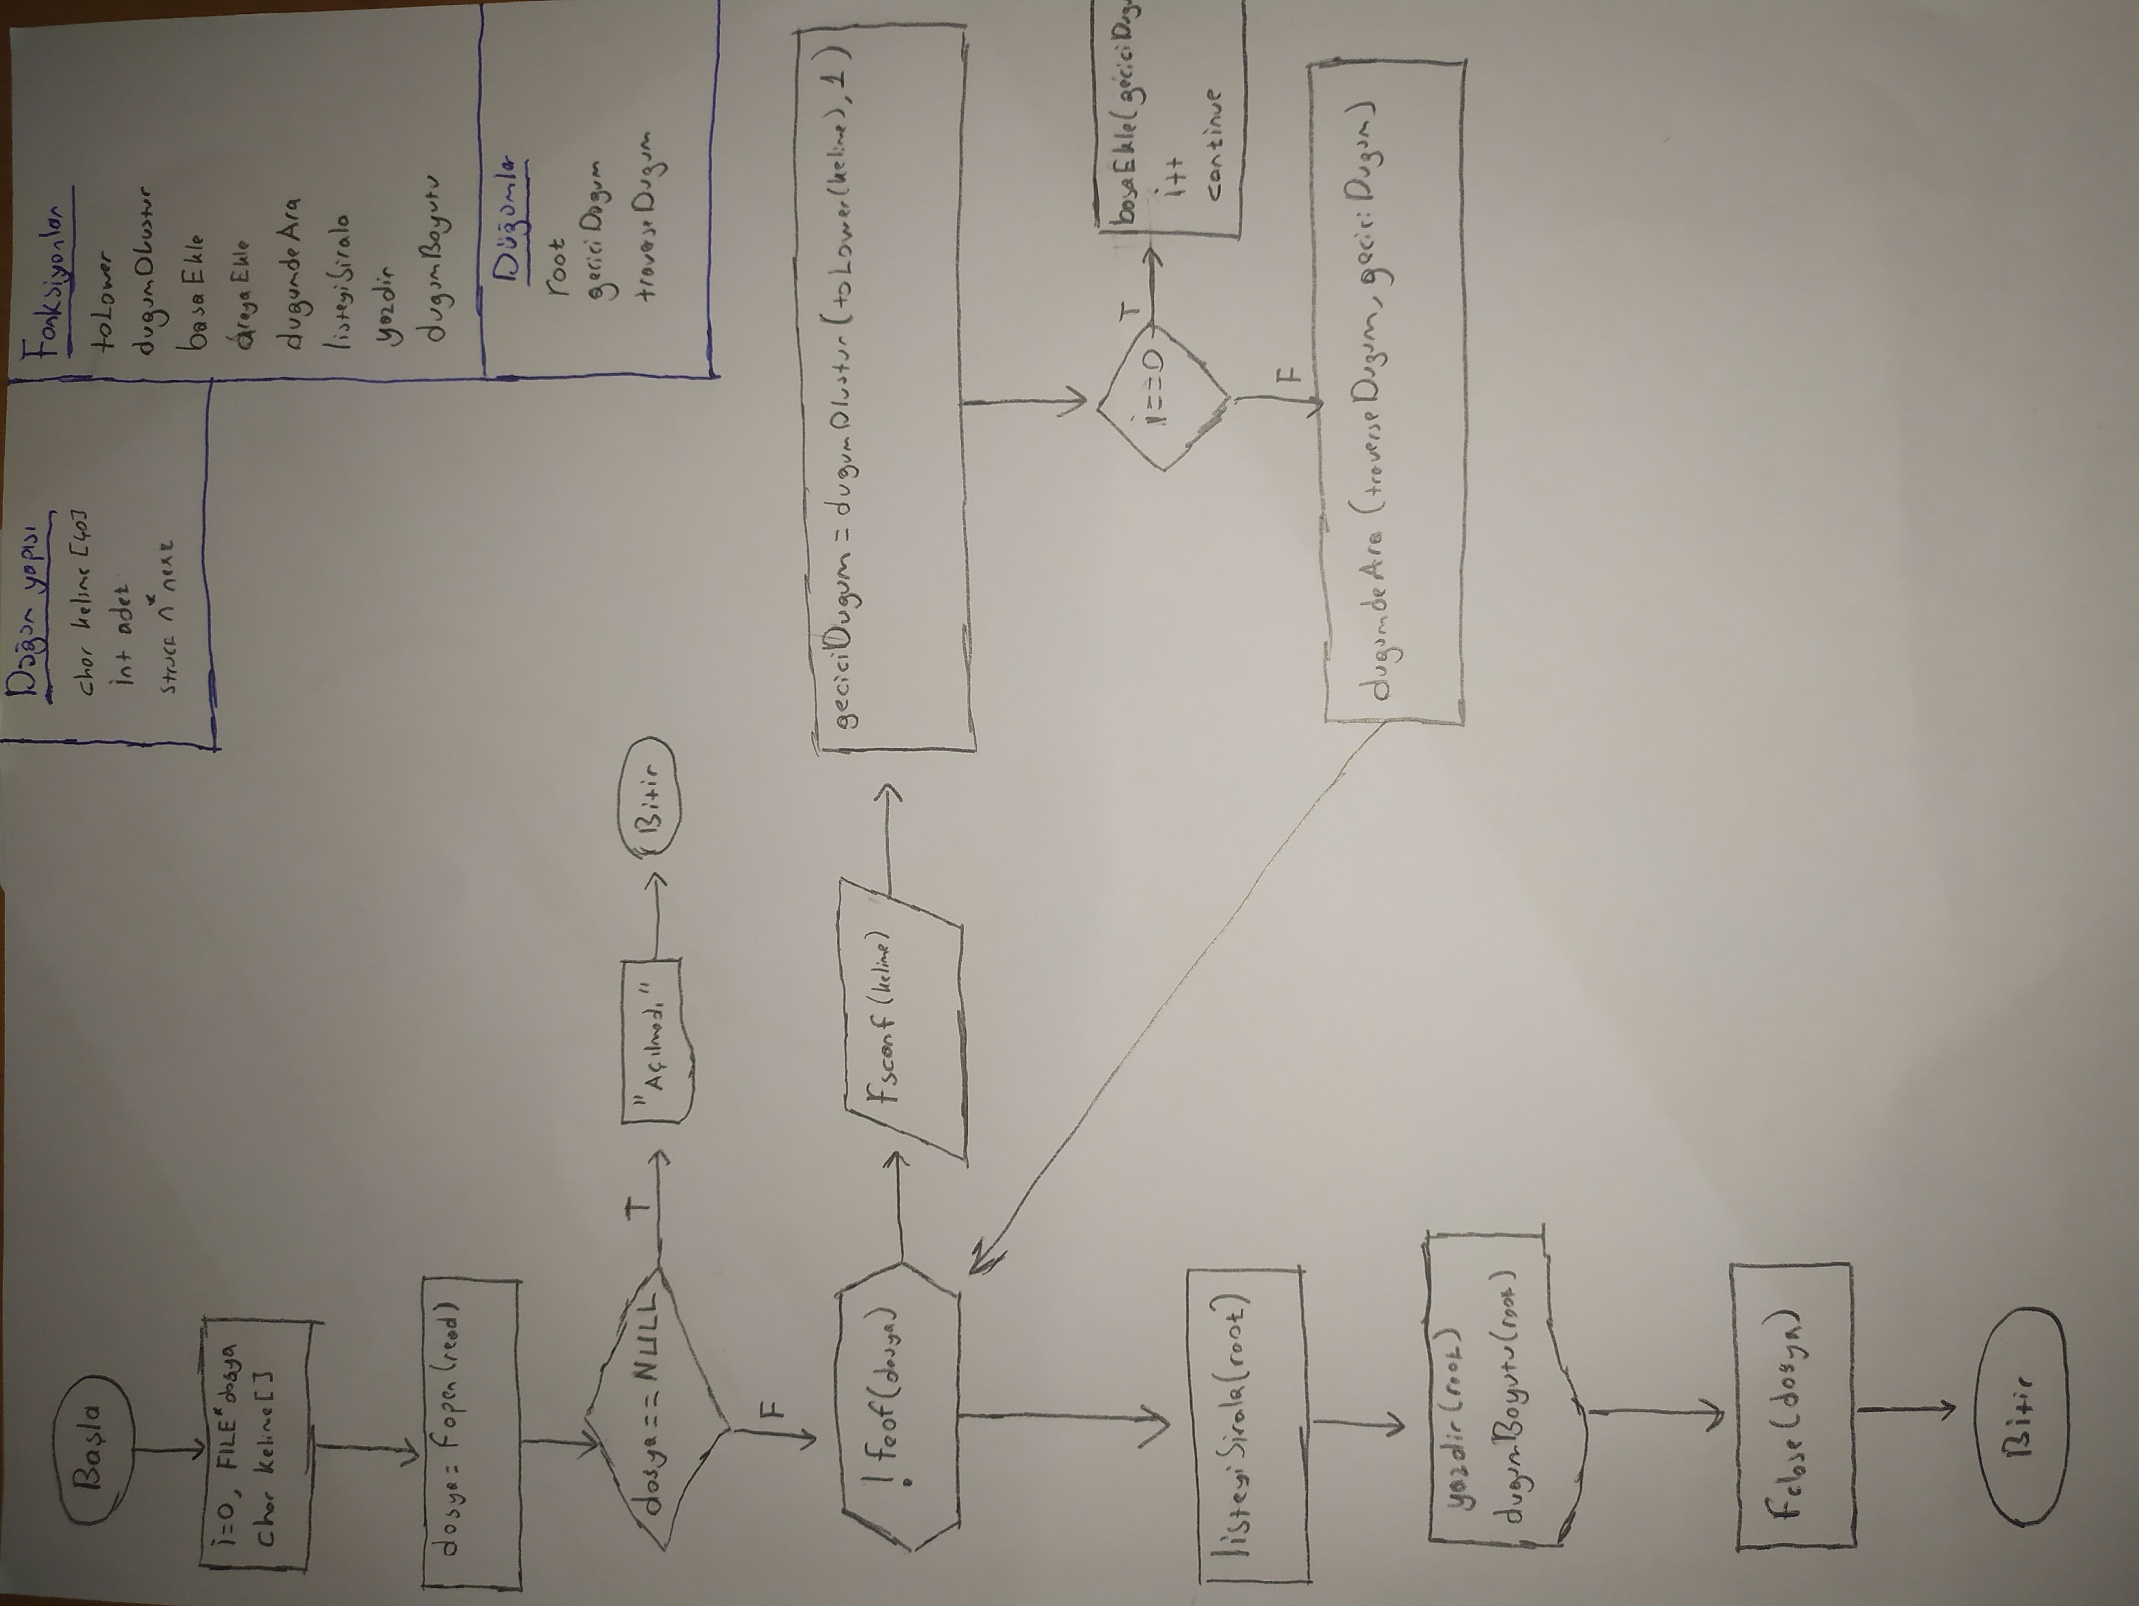 Başla
i=0, FILE* dosya
char kelime[]
dosya = fopen(read)
dosya == NULL
T
"Açılmadı"
Bitir
F
!feof(dosya)
fscanf(kelime)
geciciDugum = dugumOlustur(toLower(kelime),1)
i==0
T
basaEkle(geciciDugu
i++
continue
F
dugumdeAra(traverseDugum, geciciDugum)
listeyiSirala(root)
yazdir(root)
dugumBoyutu(root)
fclose(dosya)
Bitir
Düğüm yapısı
char kelime[40]
int adet
struct n* next
Fonksiyonlar
toLower
dugumOlustur
basaEkle
arayaEkle
dugumdeAra
listeyiSirala
yazdir
dugumBoyutu
Düğümler
root
geciciDugum
traverseDugum